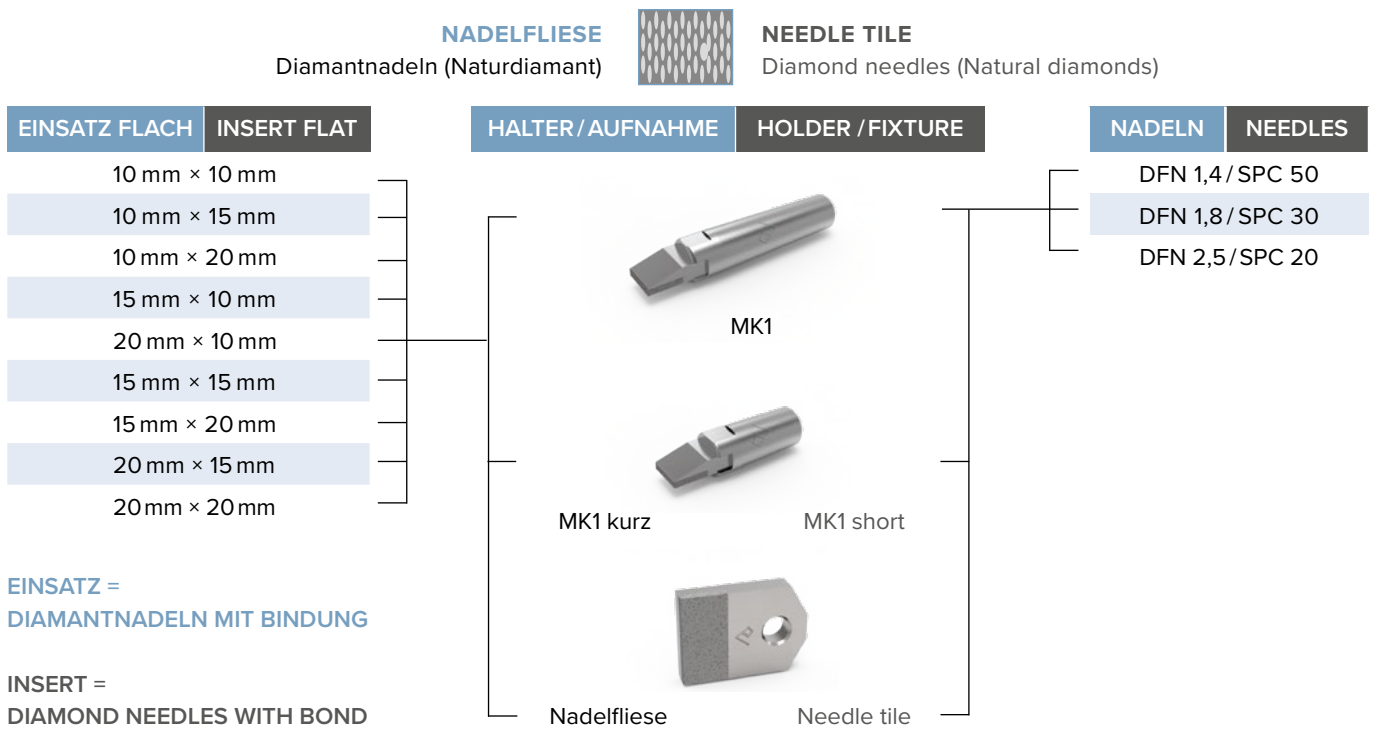 NADELFLIESE
Diamantnadeln (Naturdiamant)
NEEDLE TILE
Diamond needles (Natural diamonds)
EINSATZ FLACH INSERT FLAT
10 mm × 10 mm
10 mm × 15 mm
10 mm × 20 mm
15 mm × 10 mm
20 mm × 10 mm
15 mm × 15 mm
15 mm × 20 mm
20 mm × 15 mm
20 mm × 20 mm
EINSATZ =
DIAMANTNADELN MIT BINDUNG
INSERT =
DIAMOND NEEDLES WITH BOND
HALTER/AUFNAHME HOLDER/FIXTURE
MK1
MK1 kurz MK1 short
Nadelfliese Needle tile
NADELN NEEDLES
DFN 1,4/SPC 50
DFN 1,8/SPC 30
DFN 2,5/SPC 20